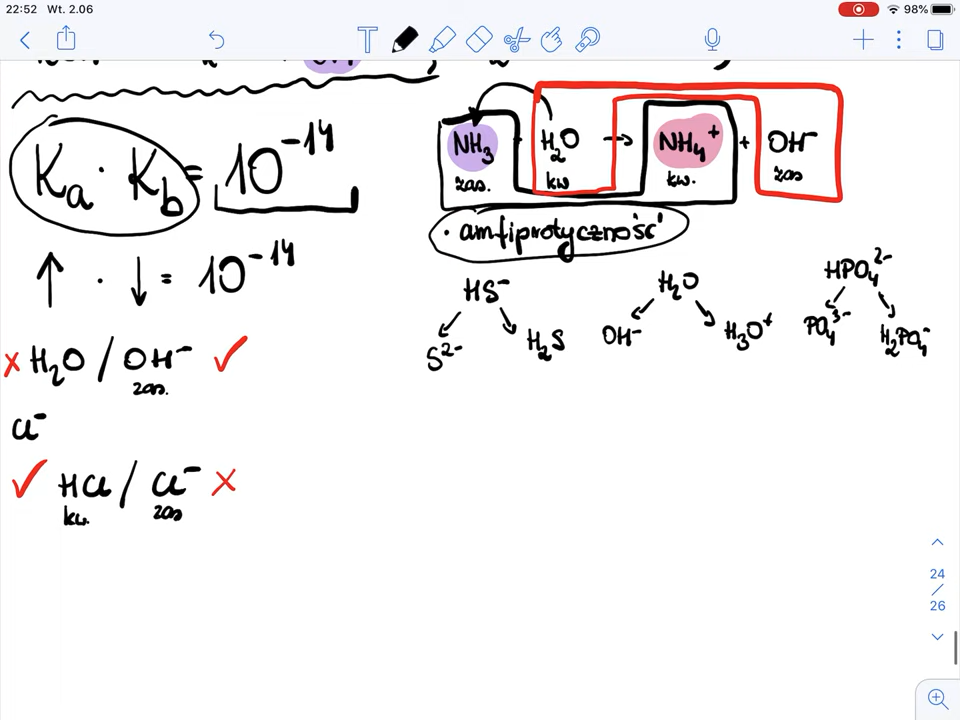 22:52 Wt. 2.06
98%
Ka · Kb = 10⁻¹⁴
↑ · ↓ = 10⁻¹⁴
x H₂O / OH⁻ ✓
zas.
Cl⁻
✓ HCl / Cl⁻ x
kw. zas
NH₃ + H₂O → NH₄⁺ + OH⁻
zas. kw kw. zas
· amfiprotyczność
HS⁻
S²⁻ H₂S
H₂O
OH⁻ H₃O⁺
HPO₄²⁻
PO₄³⁻ H₂PO₄⁻
24
/
26